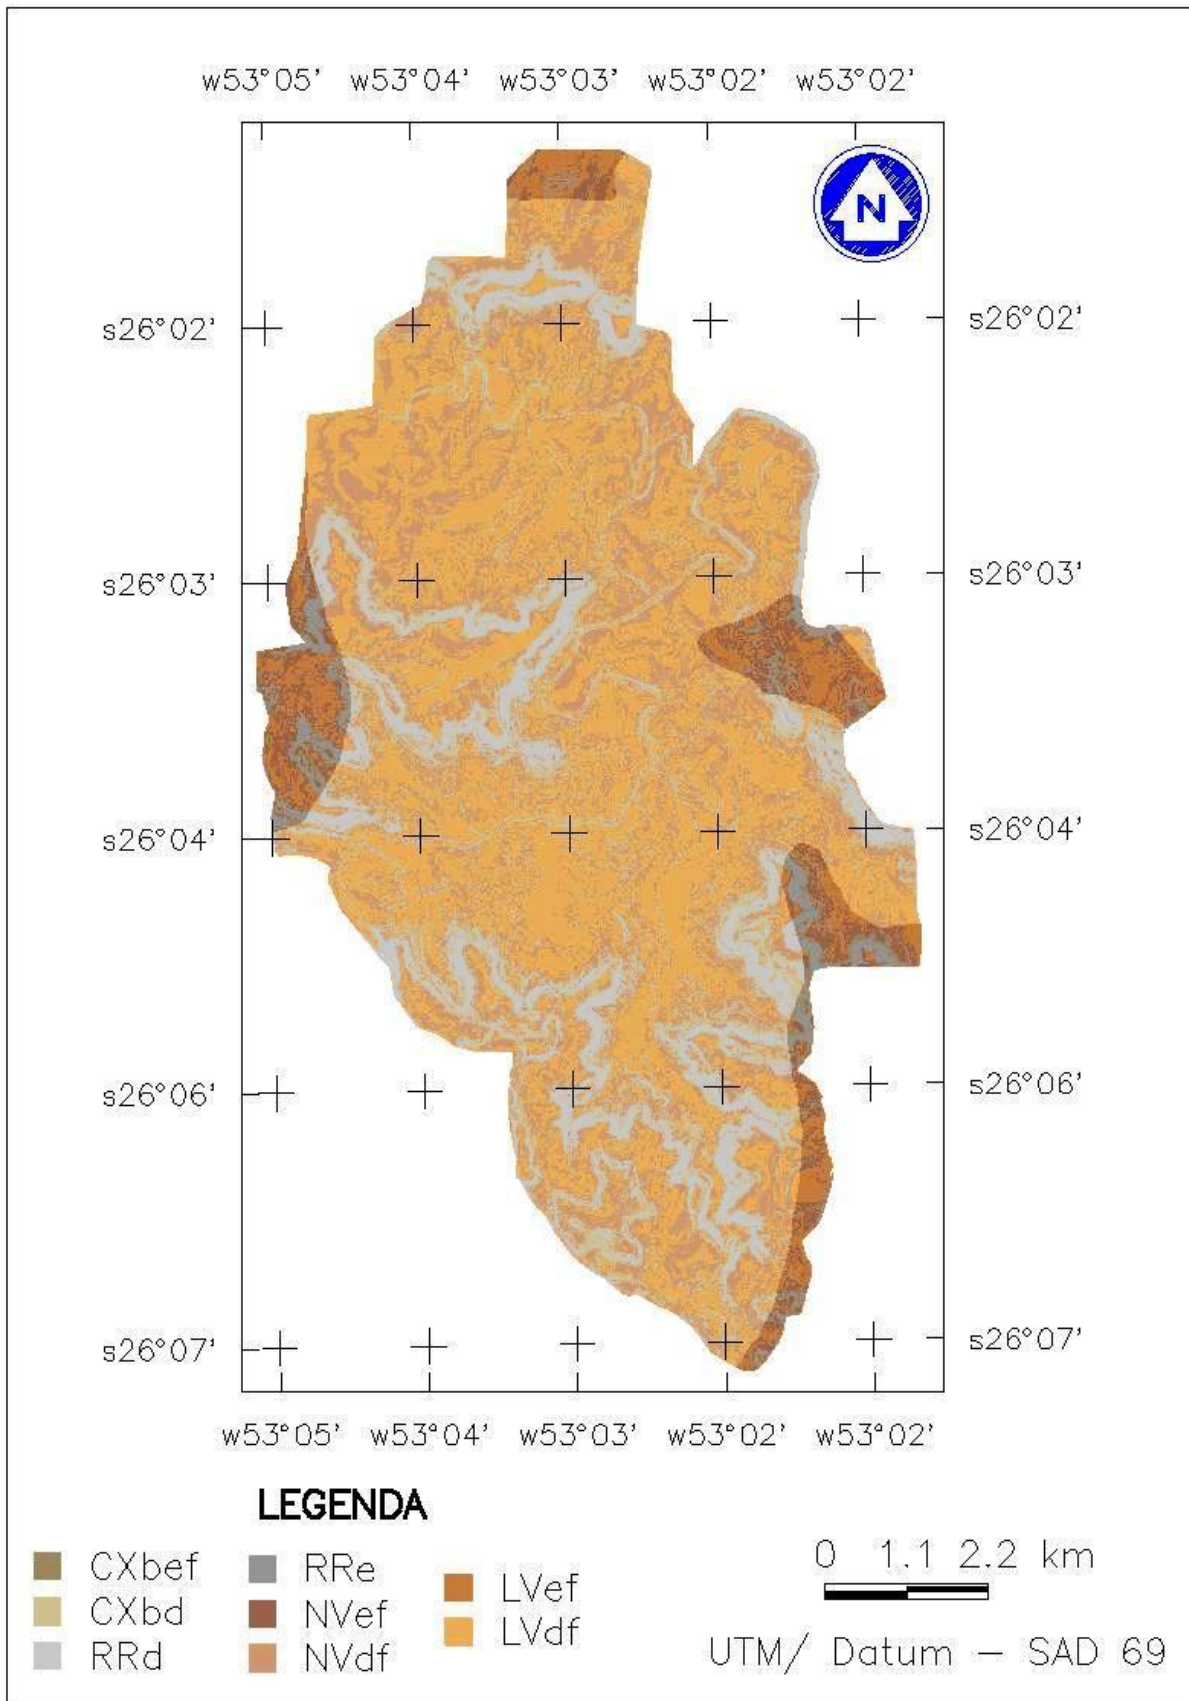 w53°05' w53°04' w53°03' w53°02' w53°02'
N
s26°02' s26°02'
s26°03' s26°03'
s26°04' s26°04'
s26°06' s26°06'
s26°07' s26°07'
w53°05' w53°04' w53°03' w53°02' w53°02'
LEGENDA
CXbef
CXbd
RRd
RRe
NVef
NVdf
LVef
LVdf
0 1.1 2.2 km
UTM/ Datum – SAD 69